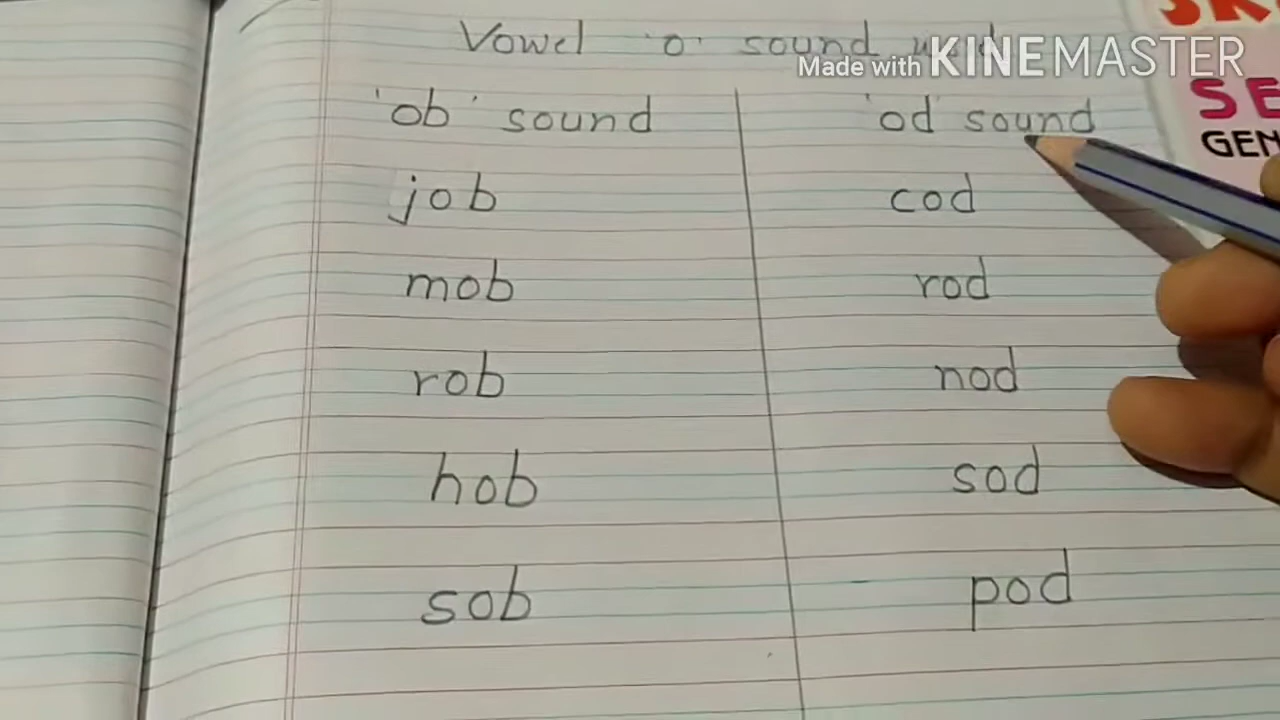 Vowel 'o' sound
Made with KINEMASTER
'ob' sound
'od' sound
job
cod
mob
rod
rob
nod
hob
sod
sob
pod